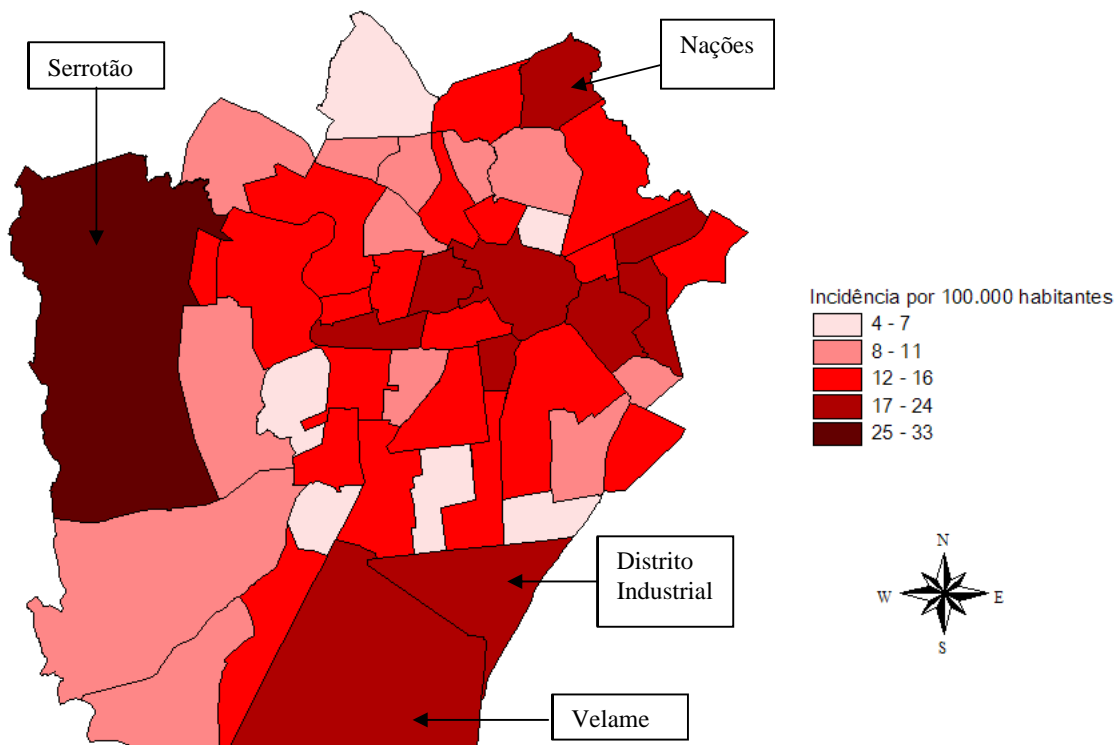 Nações
Serrotão
Incidência por 100.000 habitantes
4 - 7
8 - 11
12 - 16
17 - 24
25 - 33
Distrito
Industrial
N
W
E
S
Velame